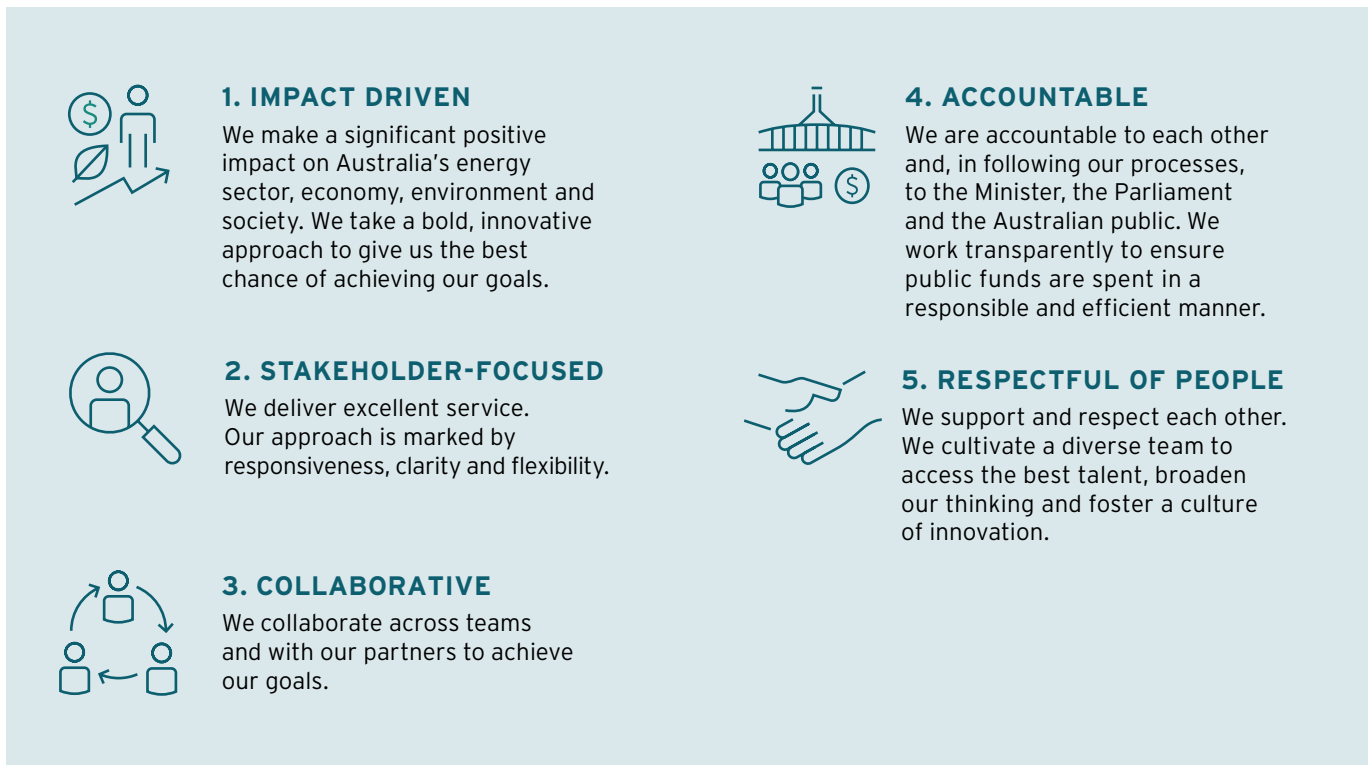 1. IMPACT DRIVEN
We make a significant positive
impact on Australia's energy
sector, economy, environment and
society. We take a bold, innovative
approach to give us the best
chance of achieving our goals.
2. STAKEHOLDER-FOCUSED
We deliver excellent service.
Our approach is marked by
responsiveness, clarity and flexibility.
3. COLLABORATIVE
We collaborate across teams
and with our partners to achieve
our goals.
4. ACCOUNTABLE
We are accountable to each other
and, in following our processes,
to the Minister, the Parliament
and the Australian public. We
work transparently to ensure
public funds are spent in a
responsible and efficient manner.
5. RESPECTFUL OF PEOPLE
We support and respect each other.
We cultivate a diverse team to
access the best talent, broaden
our thinking and foster a culture
of innovation.